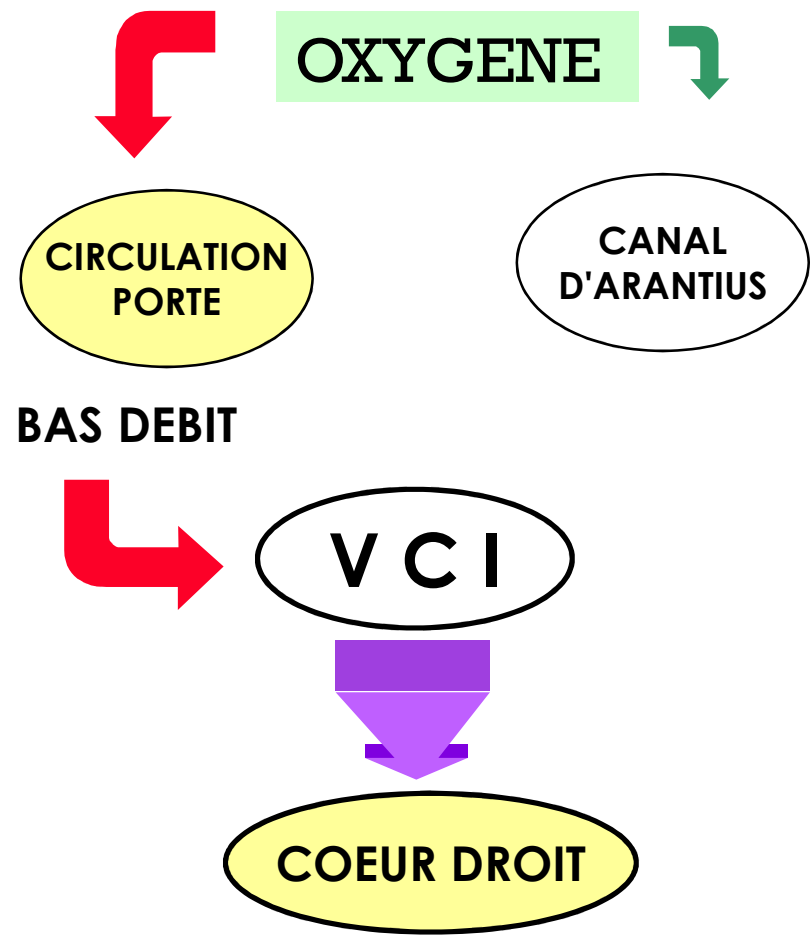 OXYGENE
CIRCULATION
PORTE
CANAL
D'ARANTIUS
BAS DEBIT
V C I
COEUR DROIT